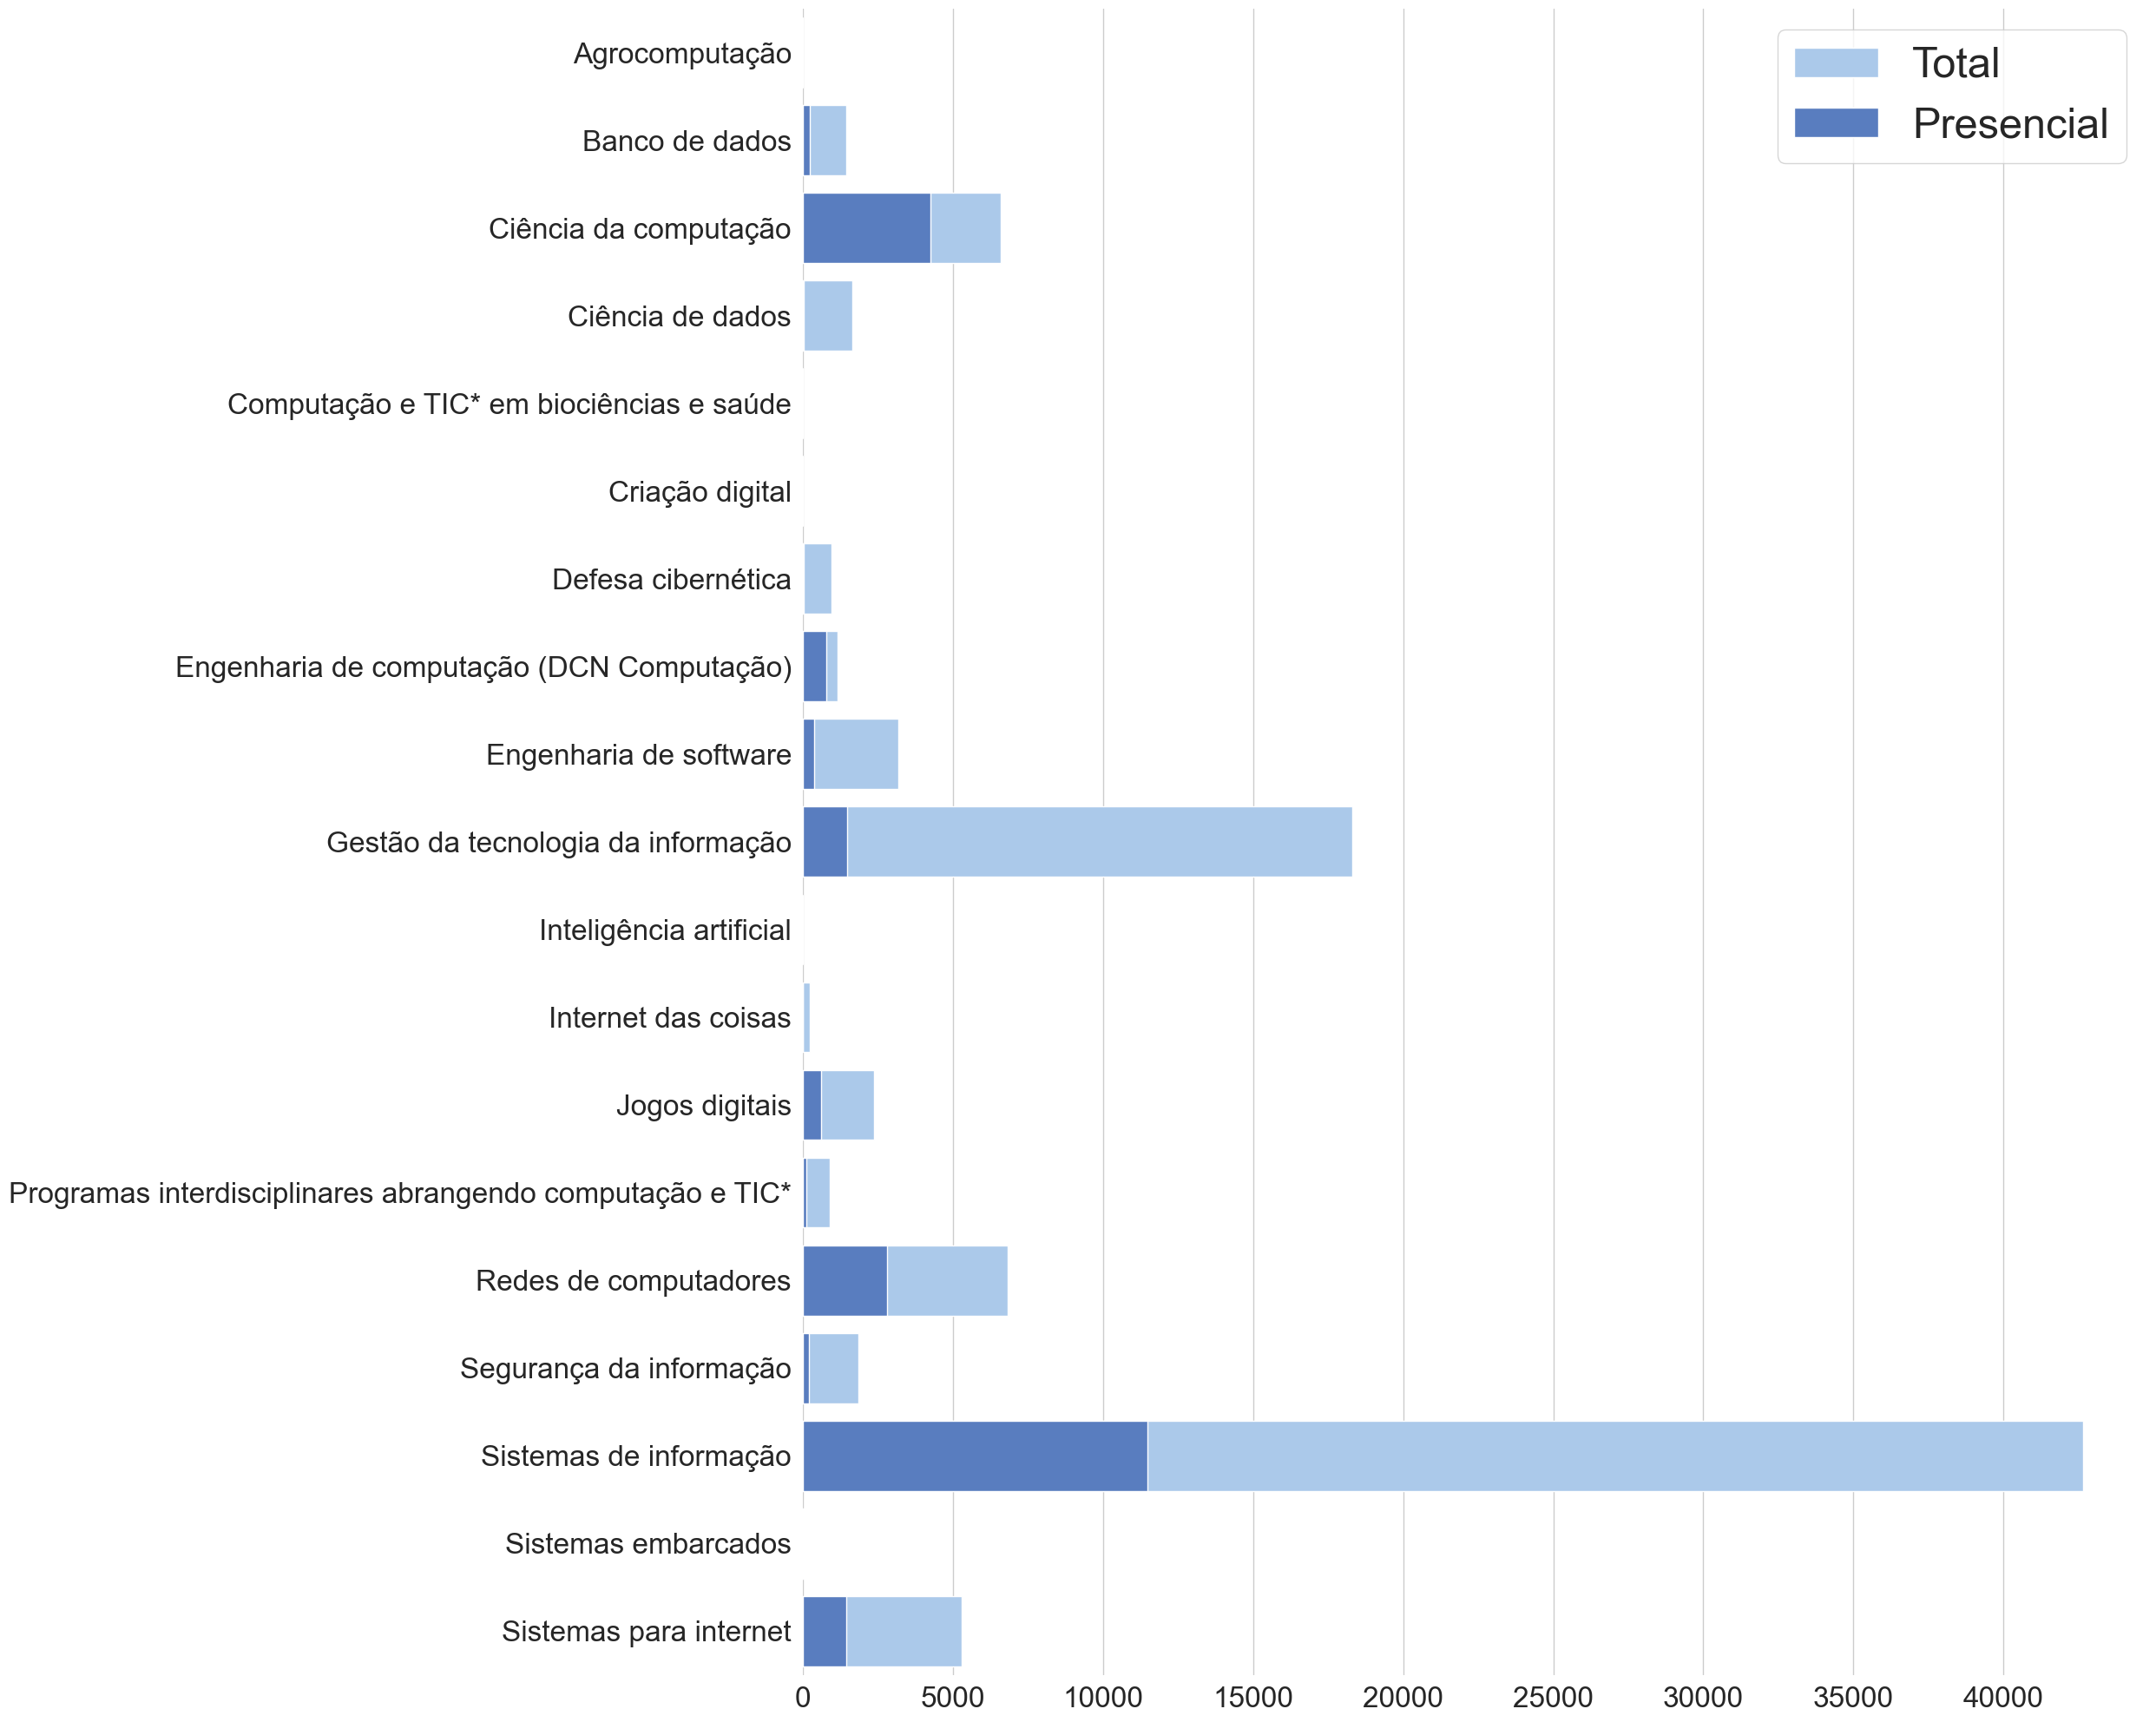 Total
Presencial
Agrocomputação
Banco de dados
Ciência da computação
Ciência de dados
Computação e TIC* em biociências e saúde
Criação digital
Defesa cibernética
Engenharia de computação (DCN Computação)
Engenharia de software
Gestão da tecnologia da informação
Inteligência artificial
Internet das coisas
Jogos digitais
Programas interdisciplinares abrangendo computação e TIC*
Redes de computadores
Segurança da informação
Sistemas de informação
Sistemas embarcados
Sistemas para internet
0 5000 10000 15000 20000 25000 30000 35000 40000